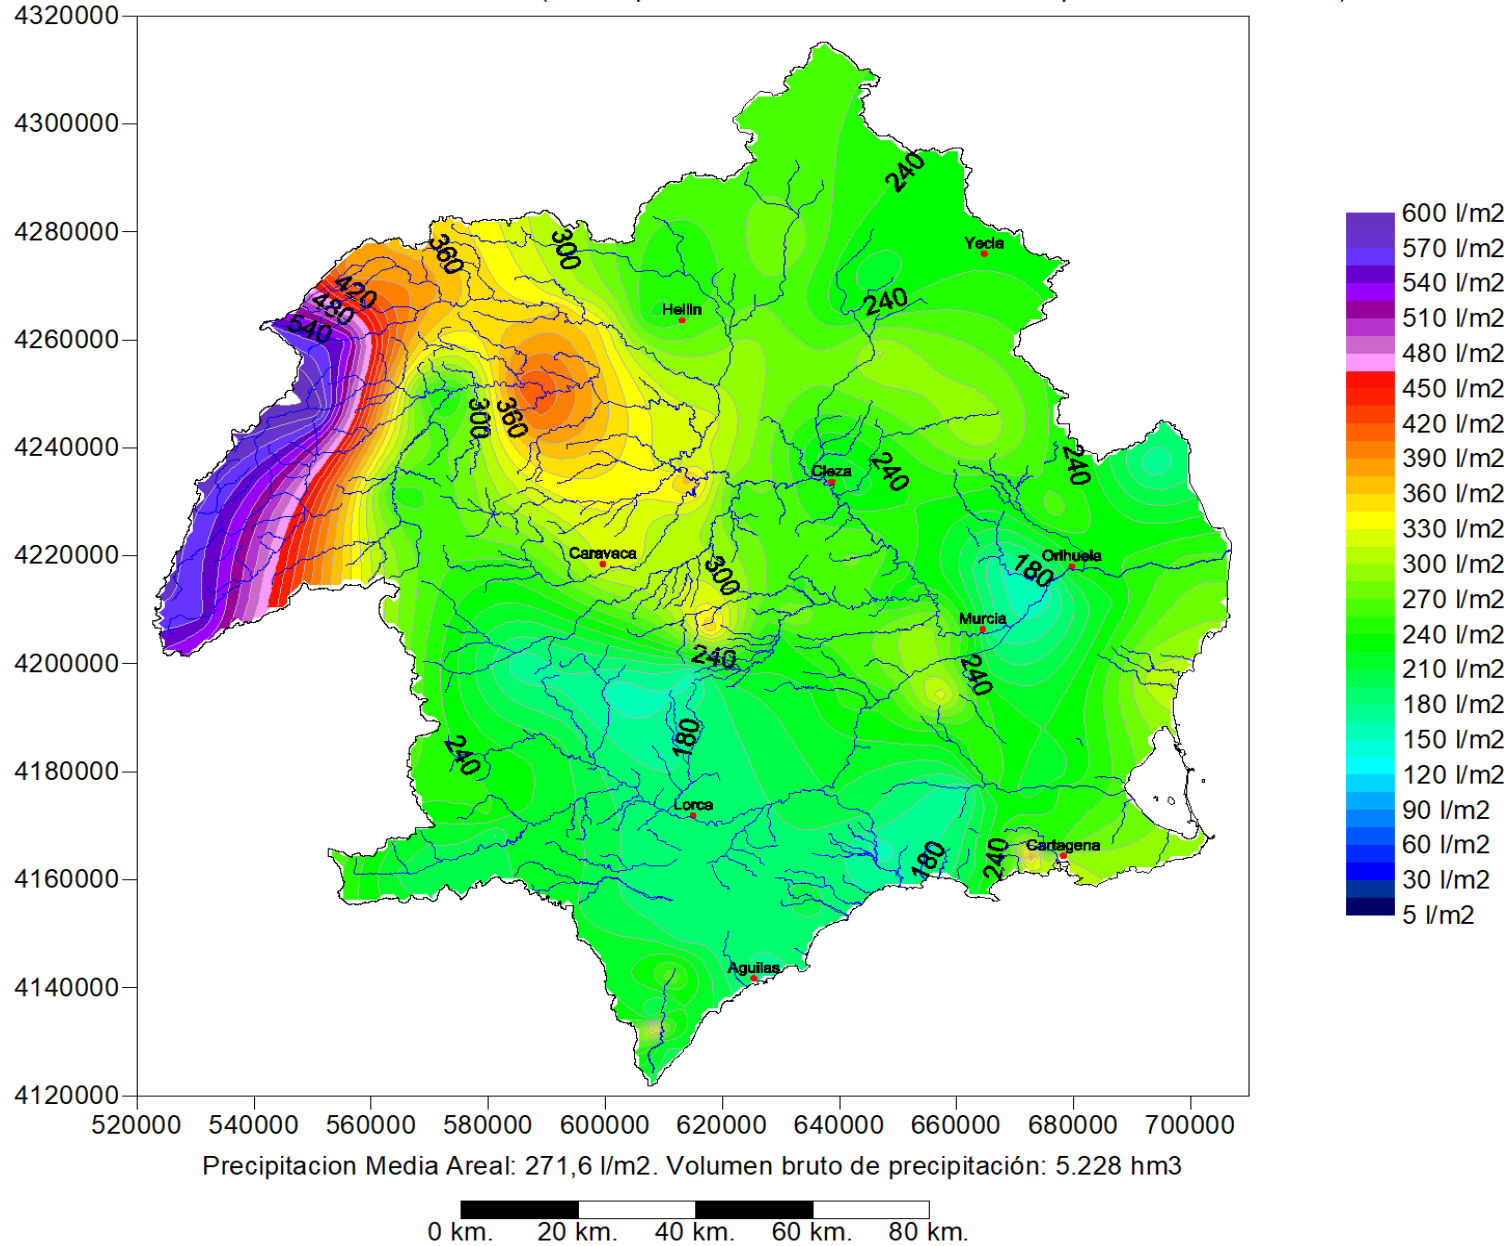 4320000
4300000
4280000
4260000
4240000
4220000
4200000
4180000
4160000
4140000
4120000
520000 540000 560000 580000 600000 620000 640000 660000 680000 700000
240
Yecla
360
300
420
480
540
240
Hellin
300
360
Cieza
240
240
Caravaca
300
Orihuela
180
Murcia
240
240
180
240
Lorca
180
240
Cartagena
Aguilas
600 l/m2
570 l/m2
540 l/m2
510 l/m2
480 l/m2
450 l/m2
420 l/m2
390 l/m2
360 l/m2
330 l/m2
300 l/m2
270 l/m2
240 l/m2
210 l/m2
180 l/m2
150 l/m2
120 l/m2
90 l/m2
60 l/m2
30 l/m2
5 l/m2
Precipitacion Media Areal: 271,6 l/m2. Volumen bruto de precipitación: 5.228 hm3
0 km. 20 km. 40 km. 60 km. 80 km.